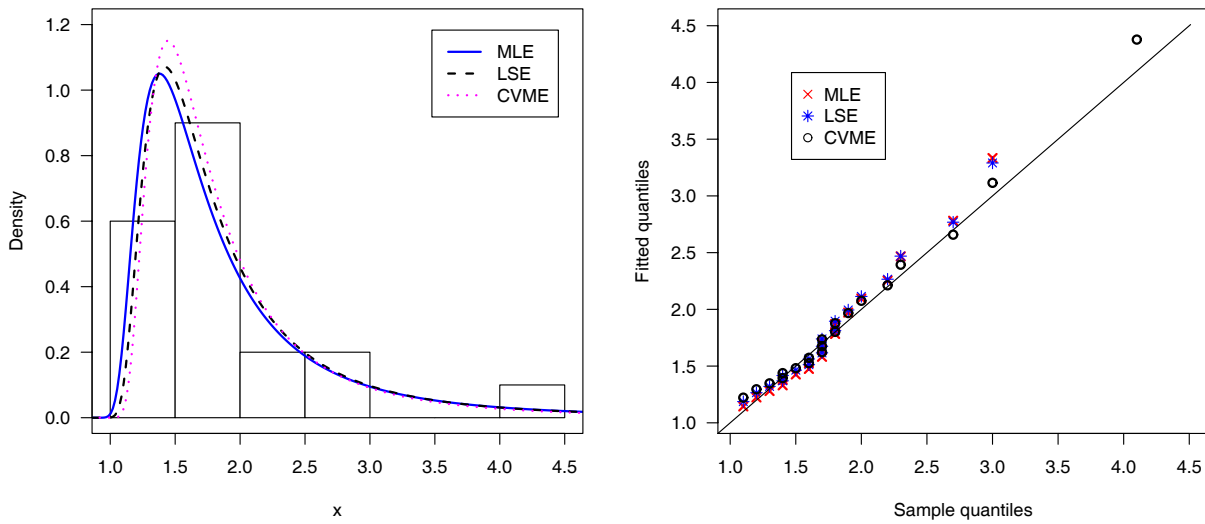 1.2
1.0
0.8
0.6
0.4
0.2
0.0
Density
MLE
LSE
CVME
1.0 1.5 2.0 2.5 3.0 3.5 4.0 4.5
x
4.5
4.0
3.5
3.0
2.5
2.0
1.5
1.0
Fitted quantiles
MLE
LSE
CVME
1.0 1.5 2.0 2.5 3.0 3.5 4.0 4.5
Sample quantiles